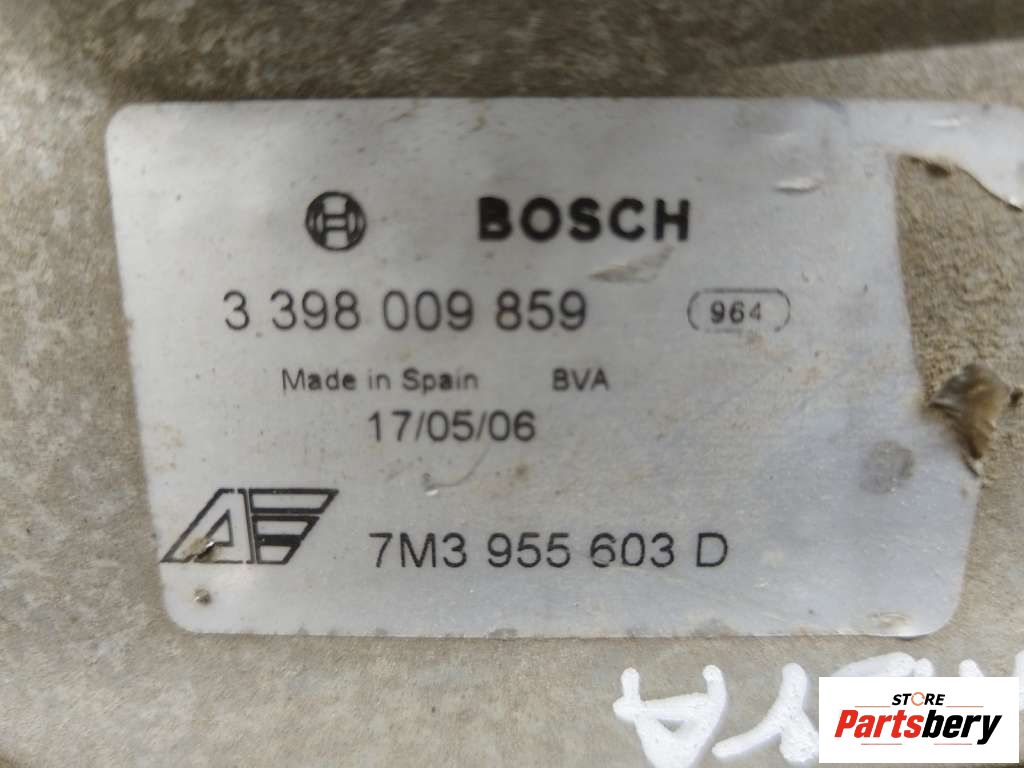 BOSCH
3 398 009 859 964
Made in Spain BVA
17/05/06
7M3 955 603 D
STORE
Partsbery